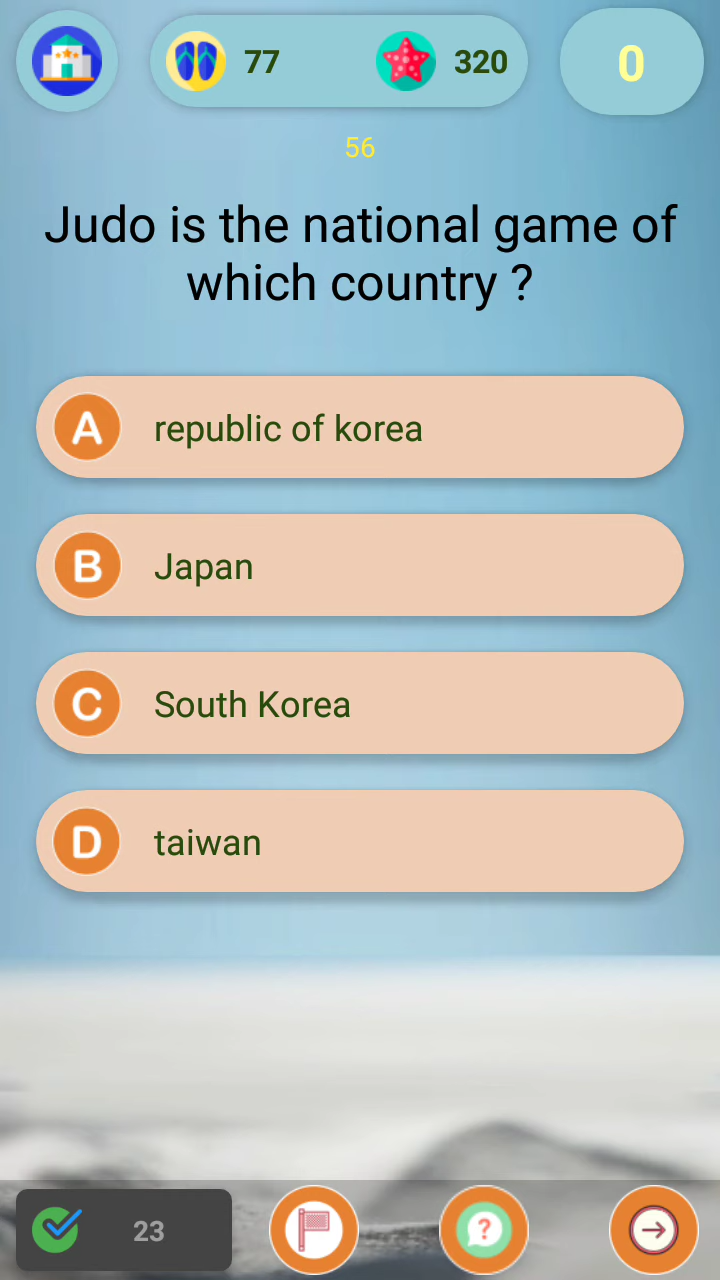 77
320
0
56
Judo is the national game of
which country ?
A republic of korea
B Japan
C South Korea
D taiwan
23
?